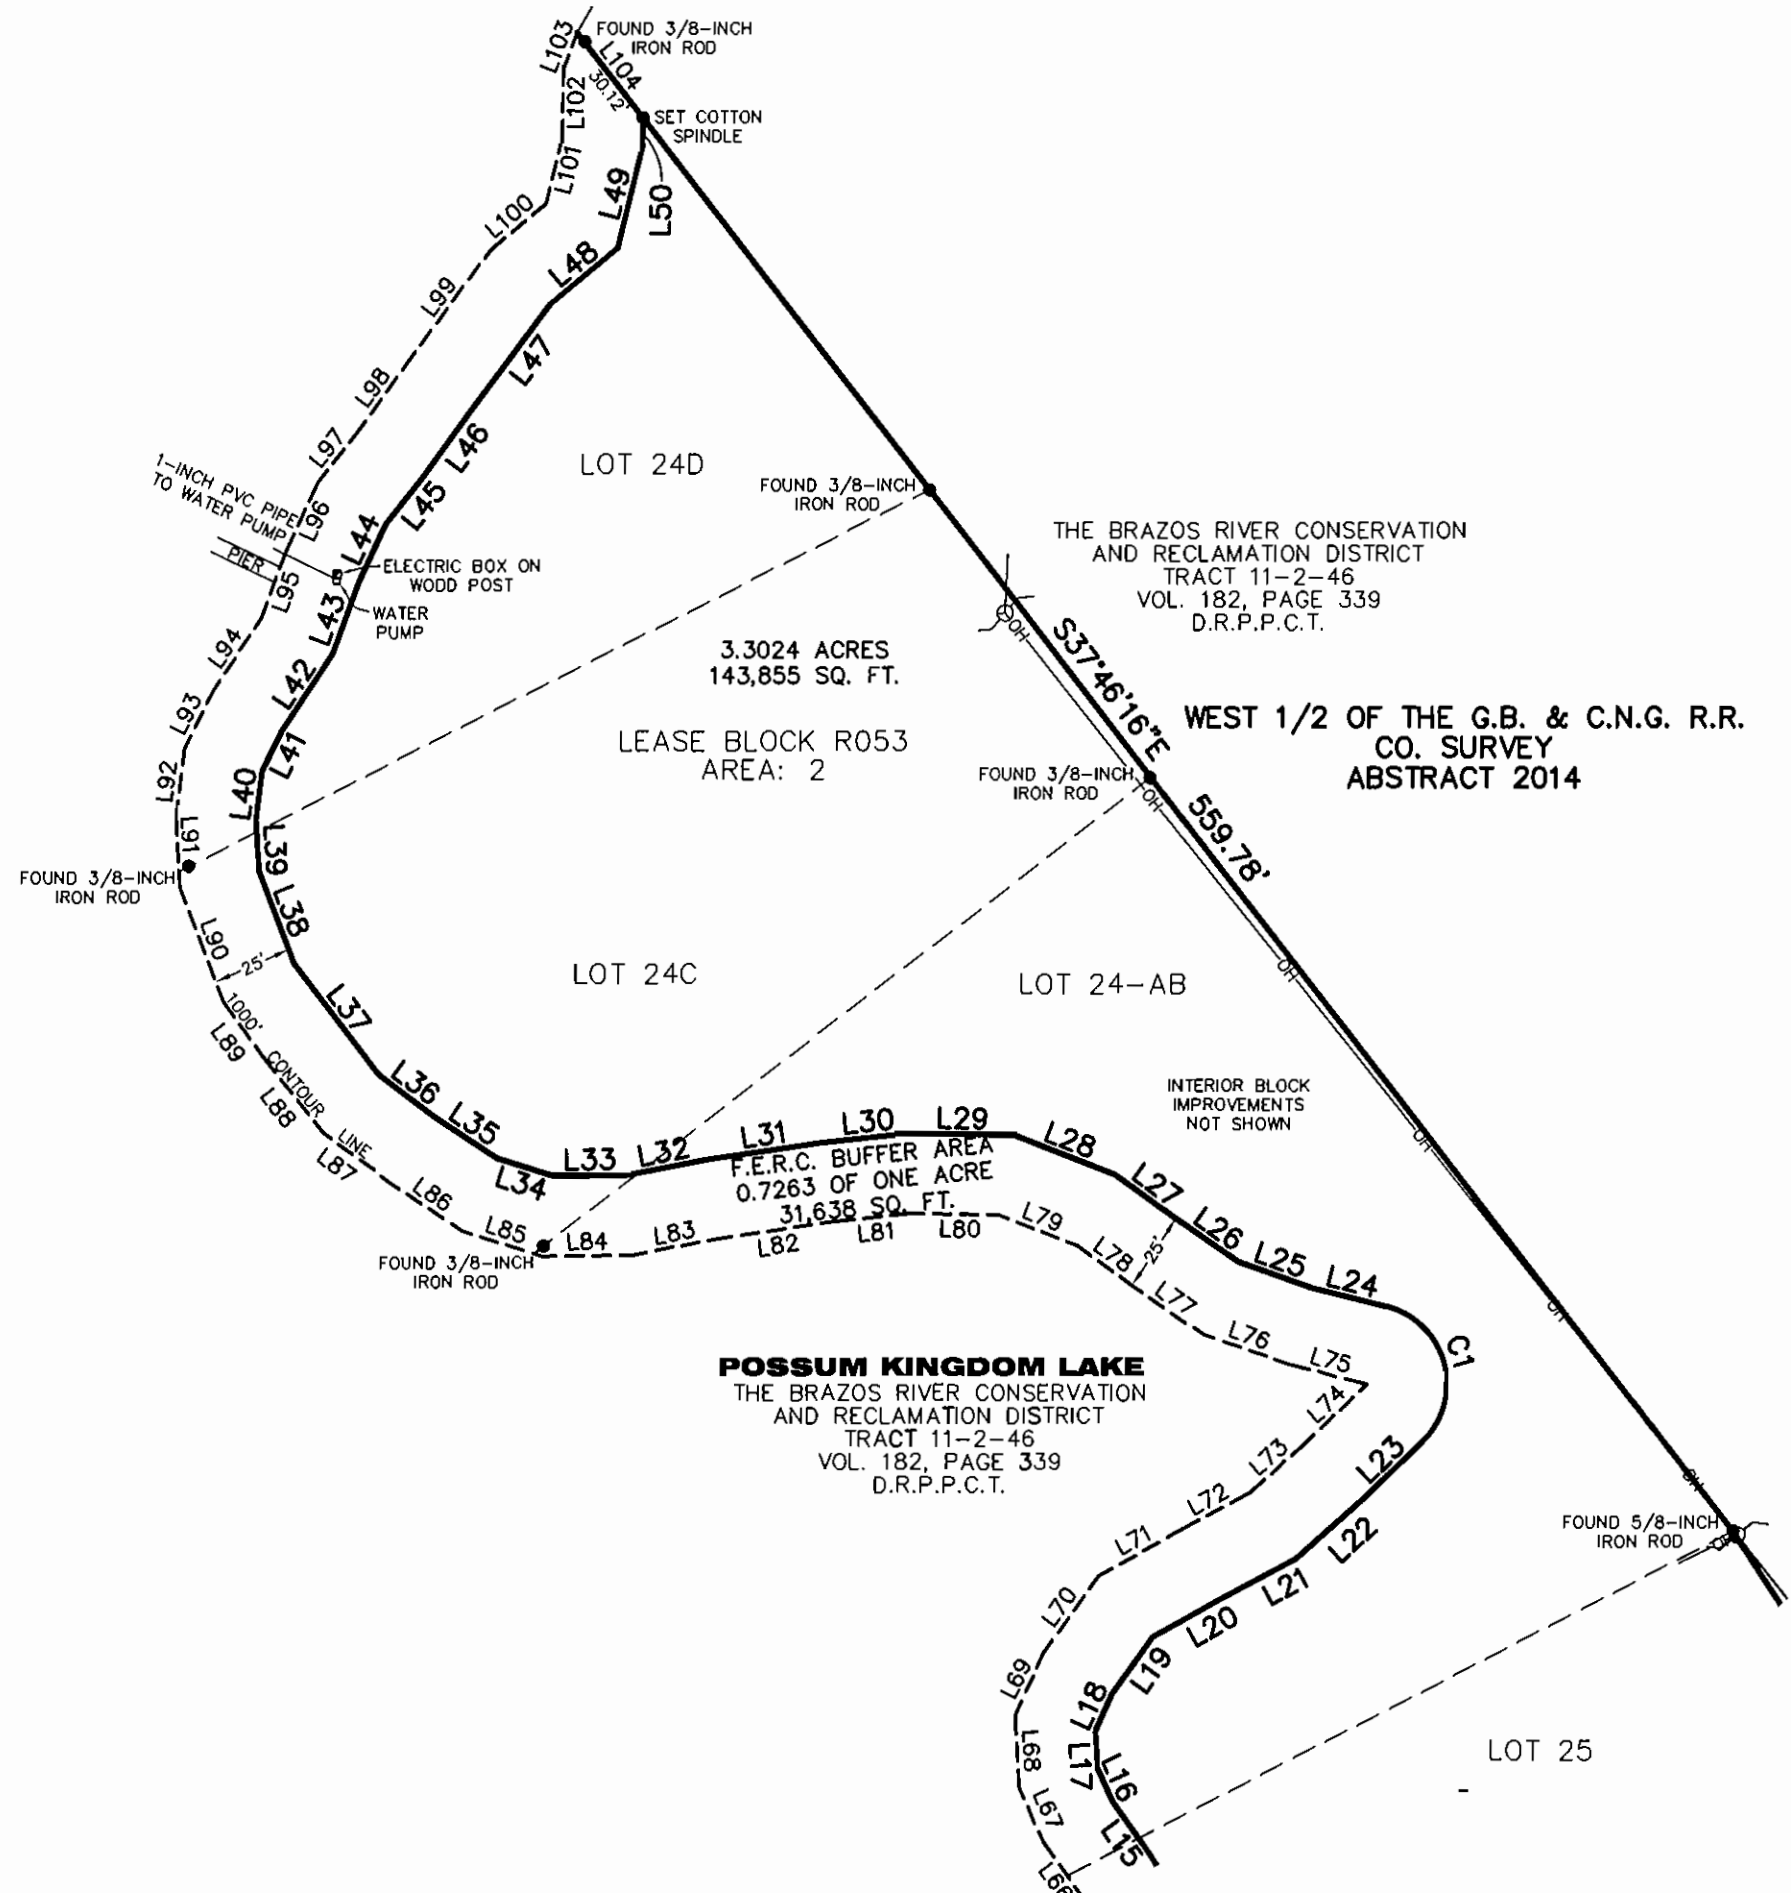 FOUND 3/8-INCH
IRON ROD
L103
L104
30.12'
L102
SET COTTON
SPINDLE
L101
L49
L50
L100
L48
L99
L47
L98
L46
L97
LOT 24D
1-INCH PVC PIPE
TO WATER PUMP
L45
L96
FOUND 3/8-INCH
IRON ROD
L44
PIER
L95
ELECTRIC BOX ON
WODD POST
THE BRAZOS RIVER CONSERVATION
AND RECLAMATION DISTRICT
TRACT 11-2-46
VOL. 182, PAGE 339
D.R.P.P.C.T.
L43
WATER
PUMP
OH
L94
L42
3.3024 ACRES
143,855 SQ. FT.
S37°46'16"E
L93
L41
WEST 1/2 OF THE G.B. & C.N.G. R.R.
CO. SURVEY
ABSTRACT 2014
LEASE BLOCK R053
AREA: 2
L92
L40
FOUND 3/8-INCH
IRON ROD
OH
559.78'
L91
L39
FOUND 3/8-INCH
IRON ROD
L38
L90
25'
LOT 24C
LOT 24-AB
OH
L37
1000'
CONTOUR
LINE
L89
L88
L36
INTERIOR BLOCK
IMPROVEMENTS
NOT SHOWN
OH
L35
L87
L34
L33
L32
L31
L30
L29
L28
F.E.R.C. BUFFER AREA
0.7263 OF ONE ACRE
31,638 SQ. FT.
L27
L86
L85
L84
L83
L82
L81
L80
L79
L78
25'
L26
L25
L24
FOUND 3/8-INCH
IRON ROD
L77
L76
L75
OH
C1
POSSUM KINGDOM LAKE
THE BRAZOS RIVER CONSERVATION
AND RECLAMATION DISTRICT
TRACT 11-2-46
VOL. 182, PAGE 339
D.R.P.P.C.T.
L74
L73
L23
L72
OH
L71
L22
FOUND 5/8-INCH
IRON ROD
L21
L70
L20
L69
L19
L18
L68
L17
L16
LOT 25
L67
L15
L66